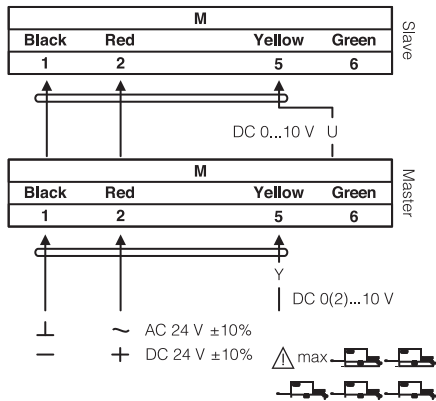 M
Black Red Yellow Green
1 2 5 6
Slave
DC 0...10 V U
M
Black Red Yellow Green
1 2 5 6
Master
Y
DC 0(2)...10 V
⊥ ~ AC 24 V ±10%
− + DC 24 V ±10%
max